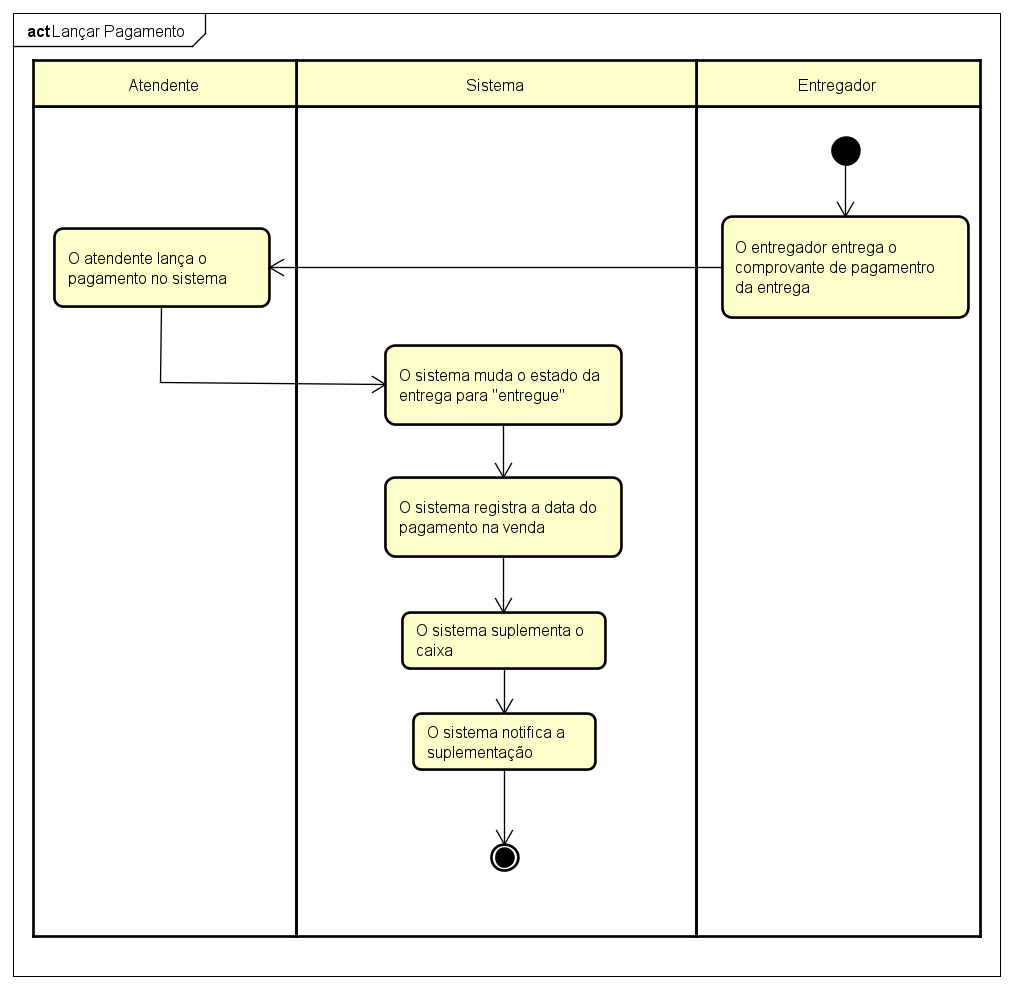 act Lançar Pagamento
Atendente
Sistema
Entregador
O entregador entrega o
comprovante de pagamentro
da entrega
O atendente lança o
pagamento no sistema
O sistema muda o estado da
entrega para "entregue"
O sistema registra a data do
pagamento na venda
O sistema suplementa o
caixa
O sistema notifica a
suplementação